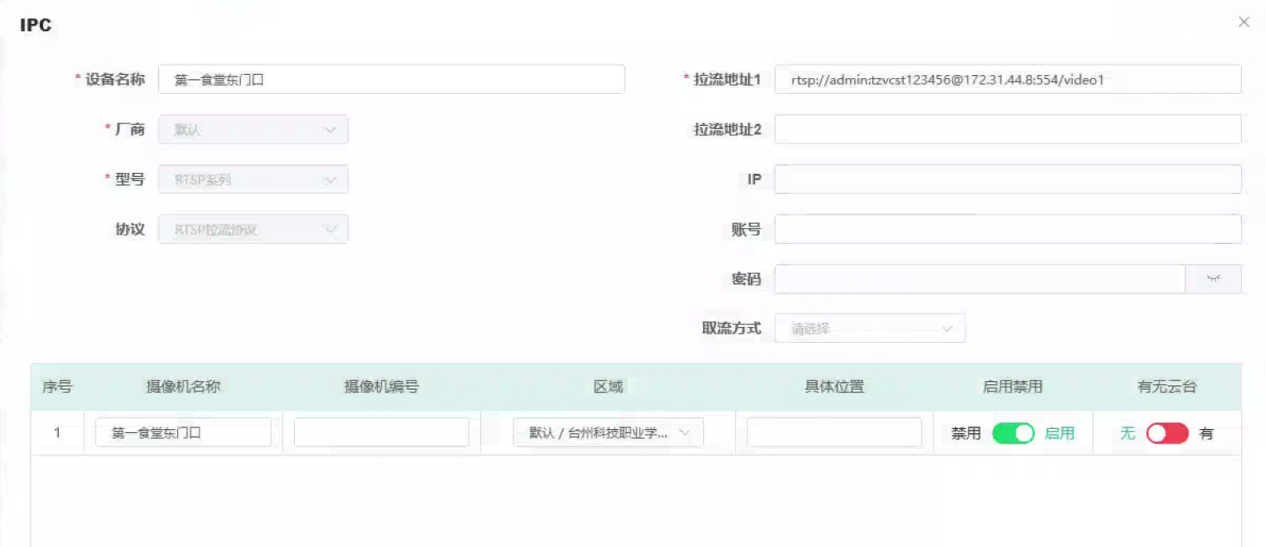 IPC
* 设备名称 第一食堂东门口
* 拉流地址1 rtsp://admin:tzvcst123456@172.31.44.8:554/video1
* 厂商 默认
拉流地址2
* 型号 RTSP系列
IP
协议 RTSP拉流协议
账号
密码
取流方式 请选择
序号 摄像机名称 摄像机编号 区域 具体位置 启用禁用 有无云台
1 第一食堂东门口 默认 / 台州科技职业学... 禁用 启用 无 有